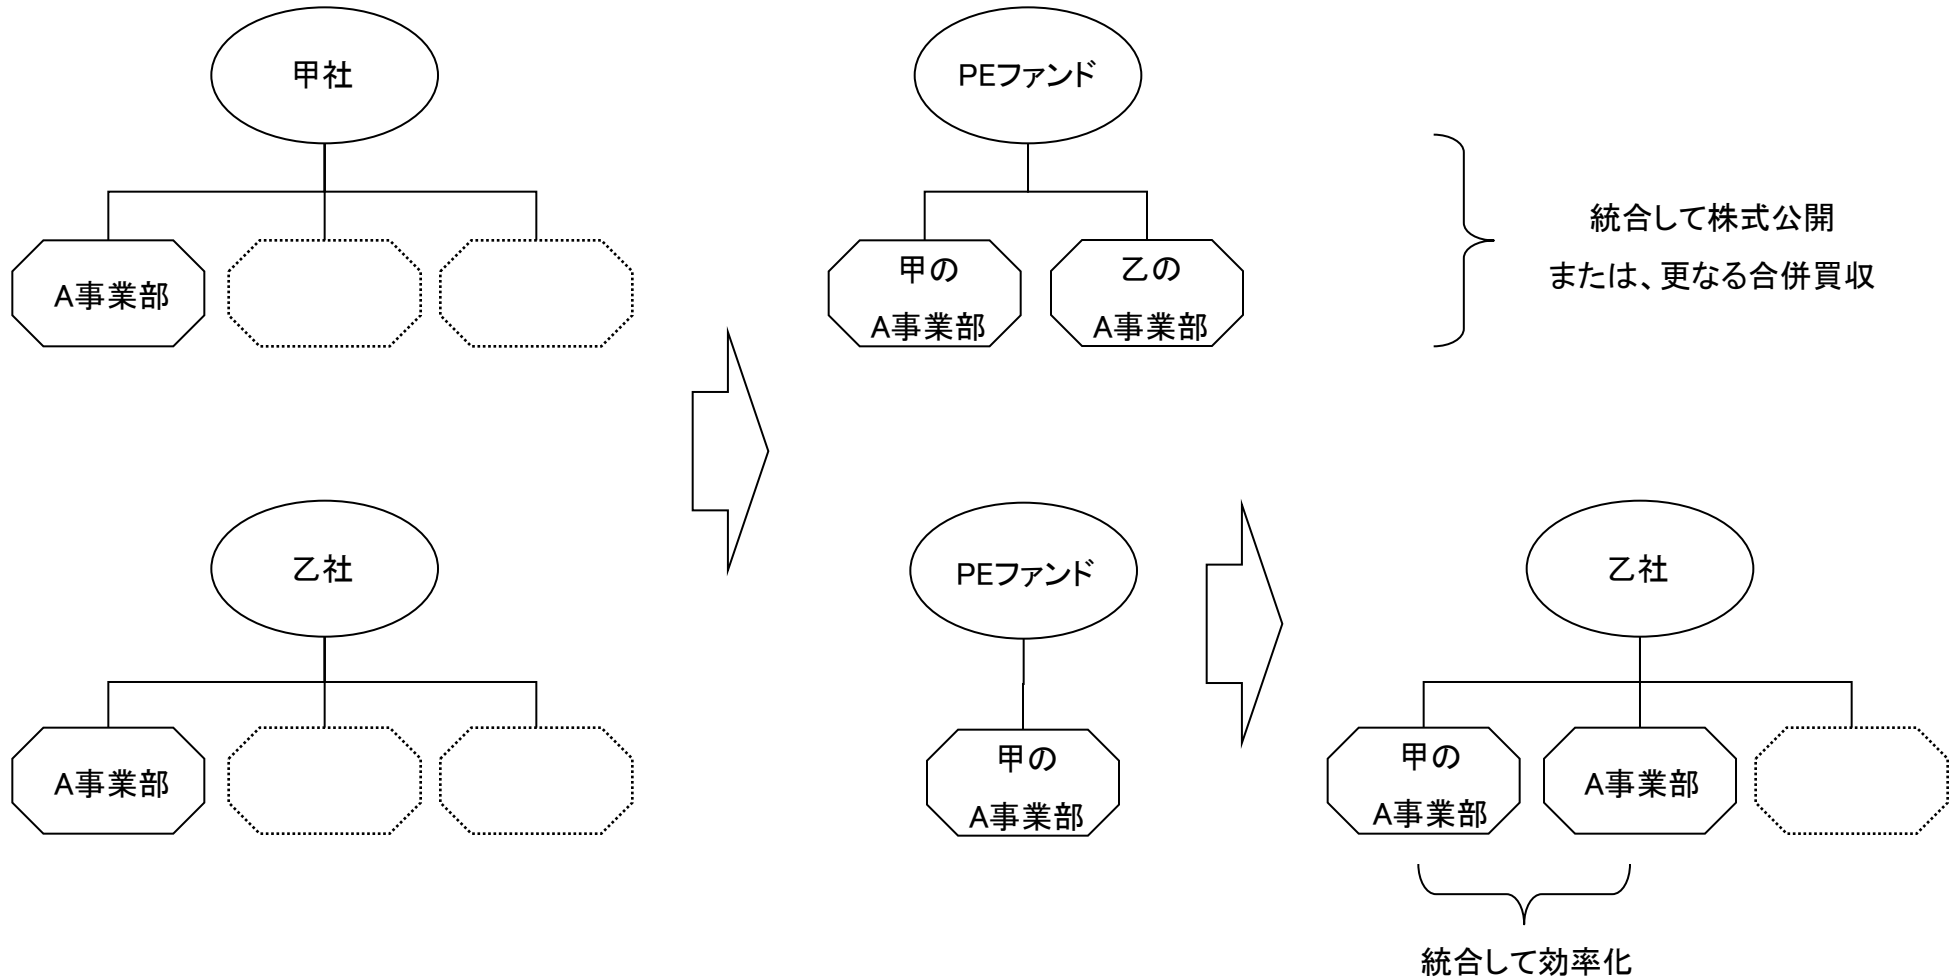 甲社
A事業部
PEファンド
甲の
A事業部
乙の
A事業部
統合して株式公開
または、更なる合併買収
乙社
A事業部
PEファンド
甲の
A事業部
乙社
甲の
A事業部
A事業部
統合して効率化